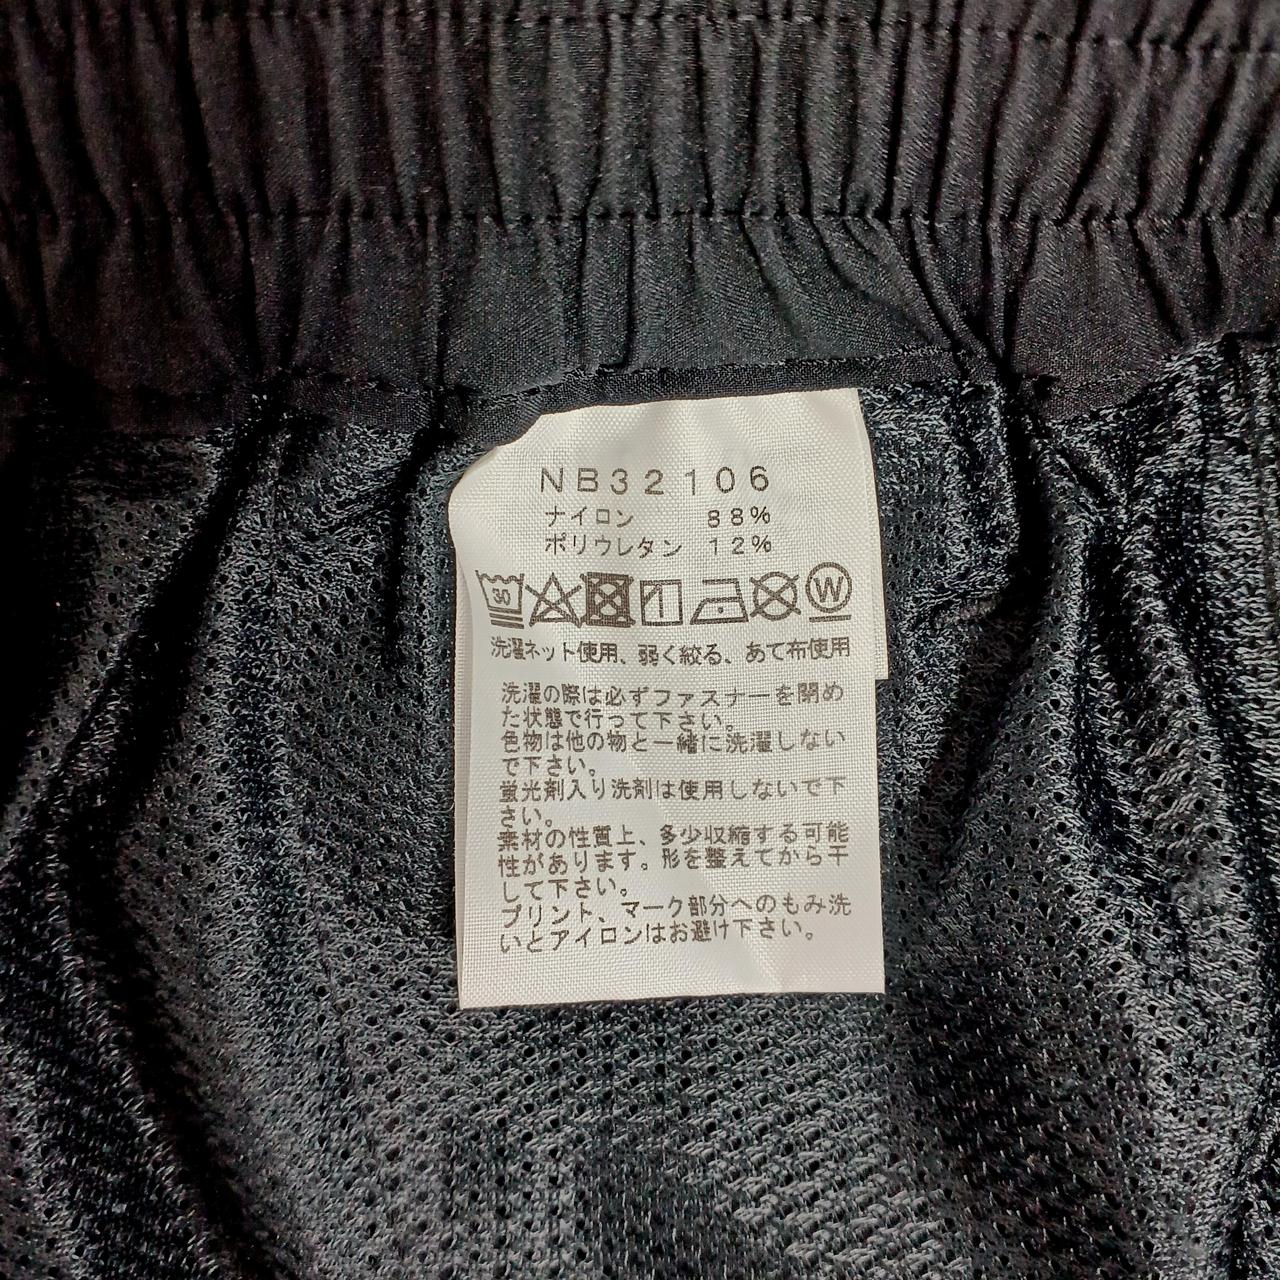 NB32106
ナイロン 88%
ポリウレタン 12%
30 W
洗濯ネット使用、弱く絞る、あて布使用
洗濯の際は必ずファスナーを閉め
た状態で行って下さい。
色物は他の物と一緒に洗濯しない
で下さい。
蛍光剤入り洗剤は使用しないで下
さい。
素材の性質上、多少収縮する可能
性があります。形を整えてから干
して下さい。
プリント、マーク部分へのもみ洗
いとアイロンはお避け下さい。